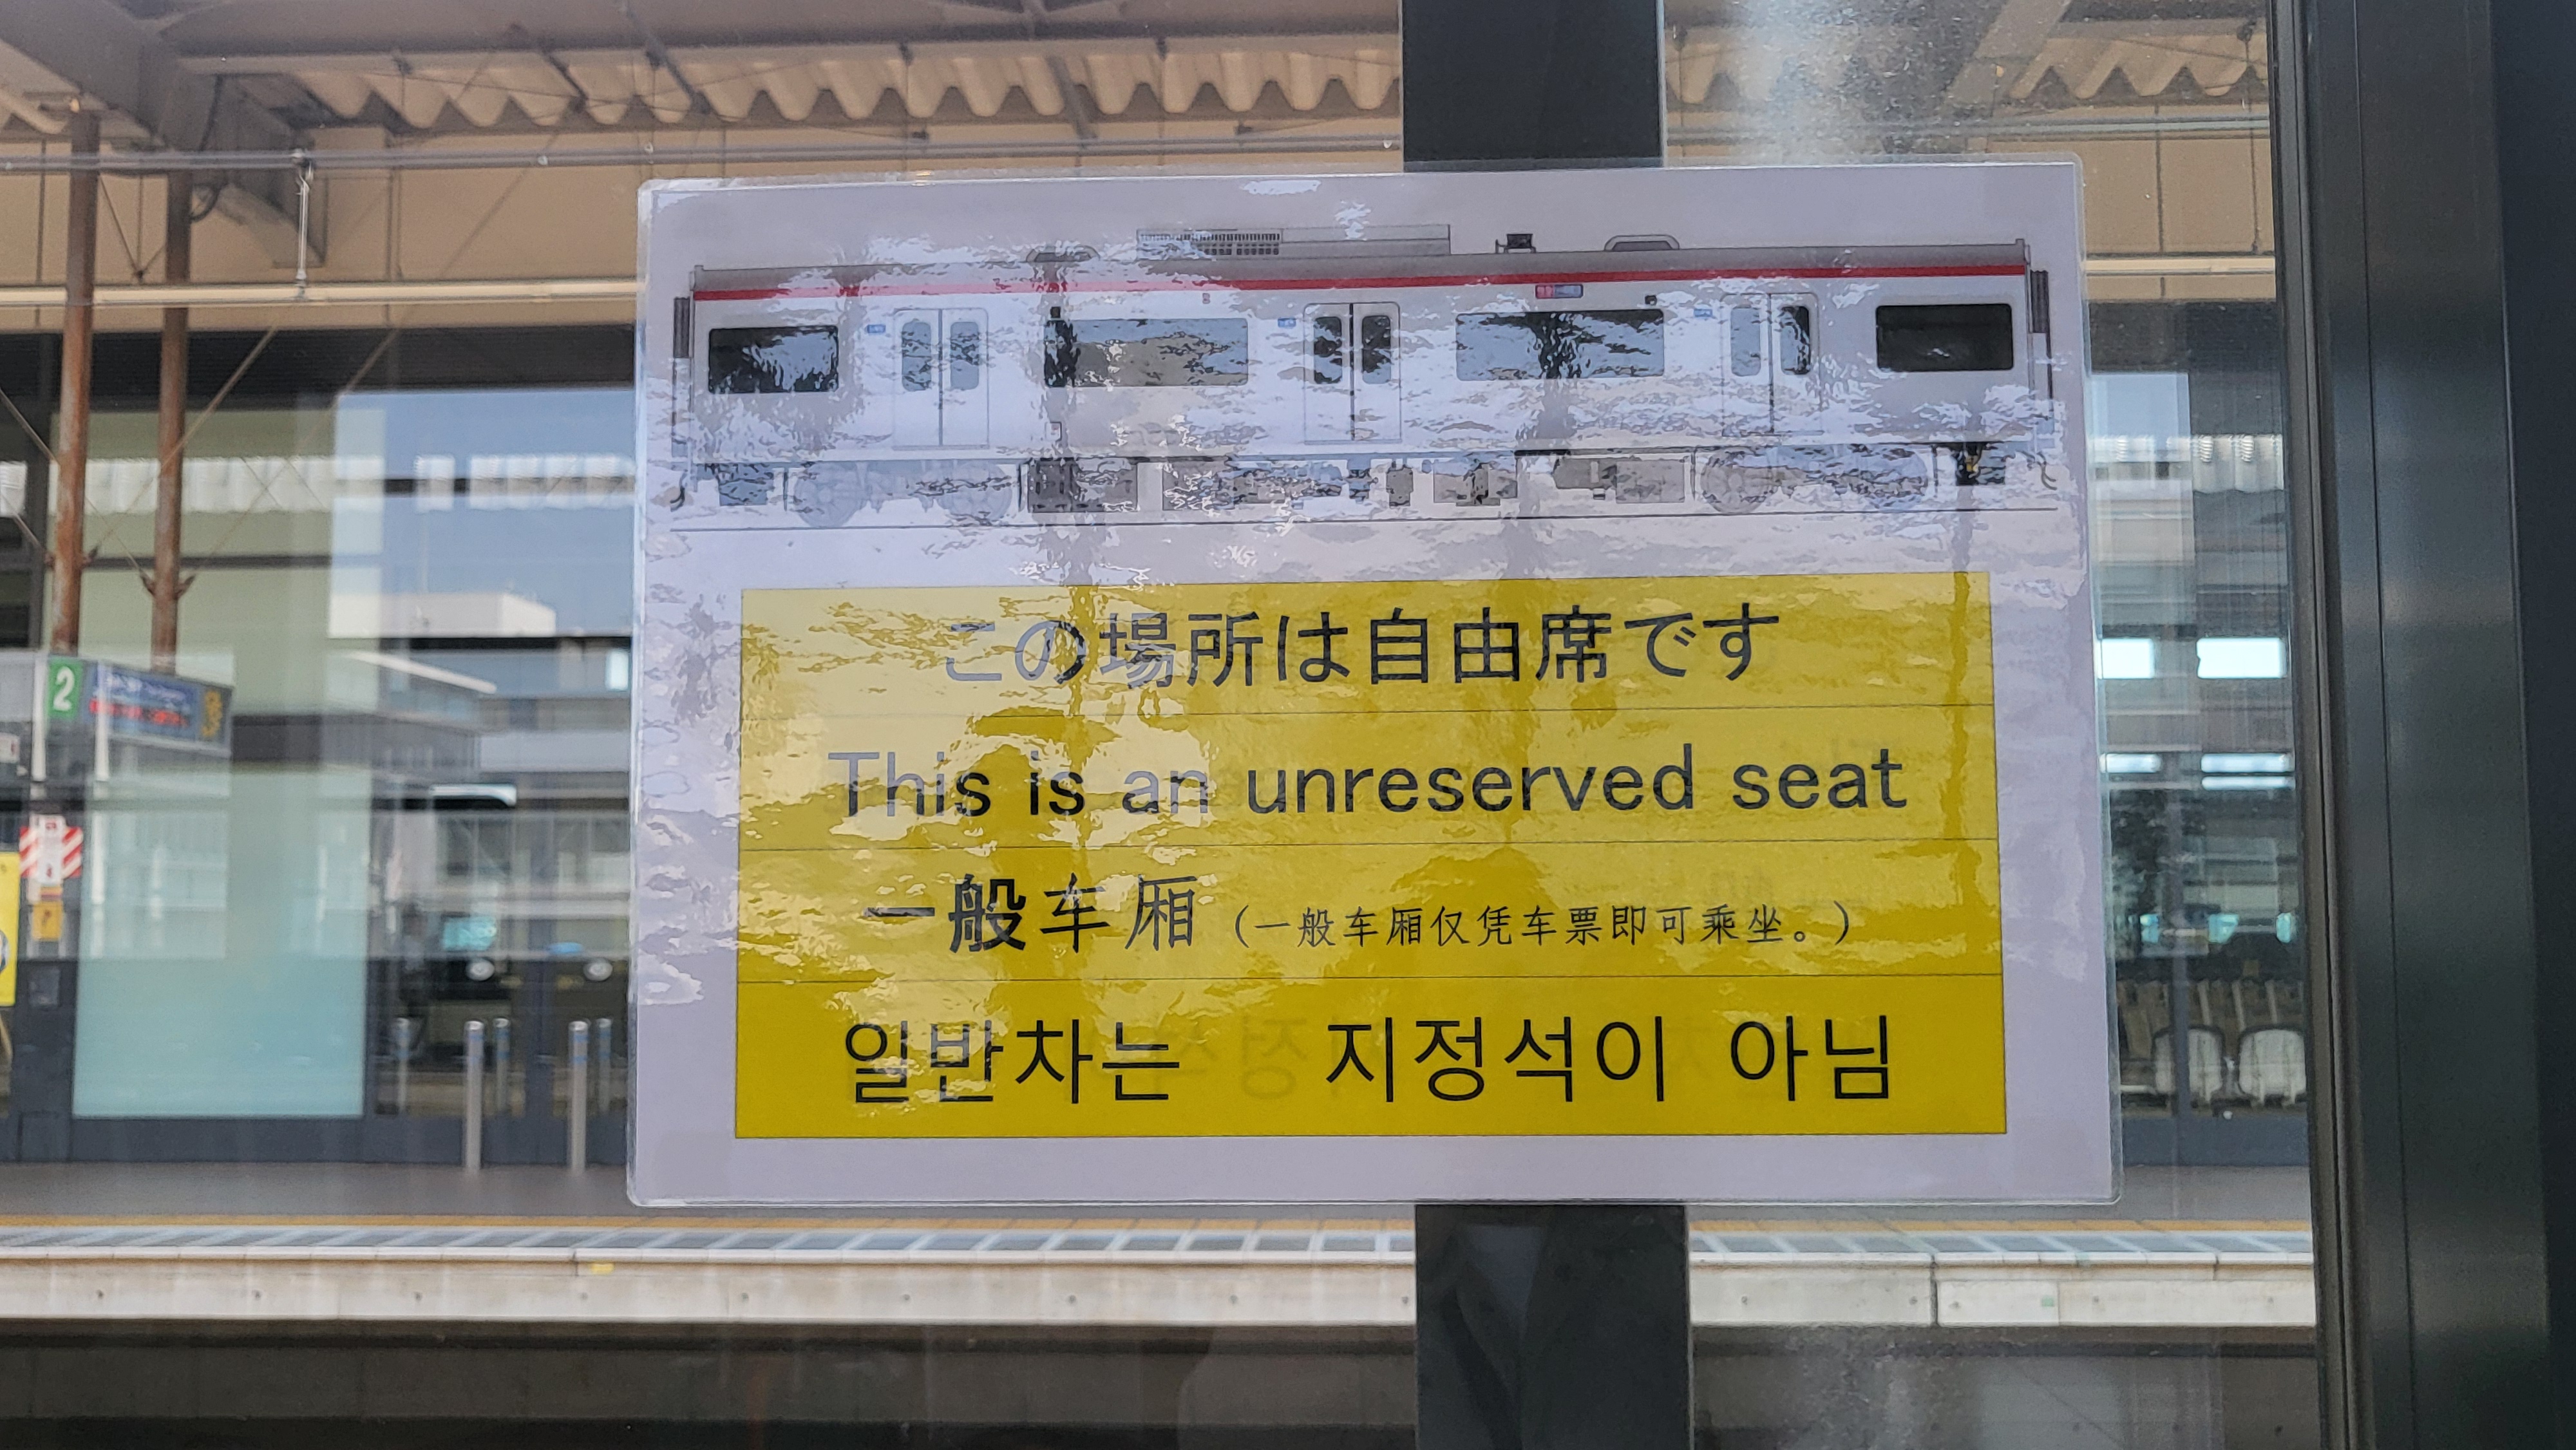 この場所は自由席です
This is an unreserved seat
一般车厢 (一般车厢仅凭车票即可乘坐。)
일반차는 지정석이 아님
2